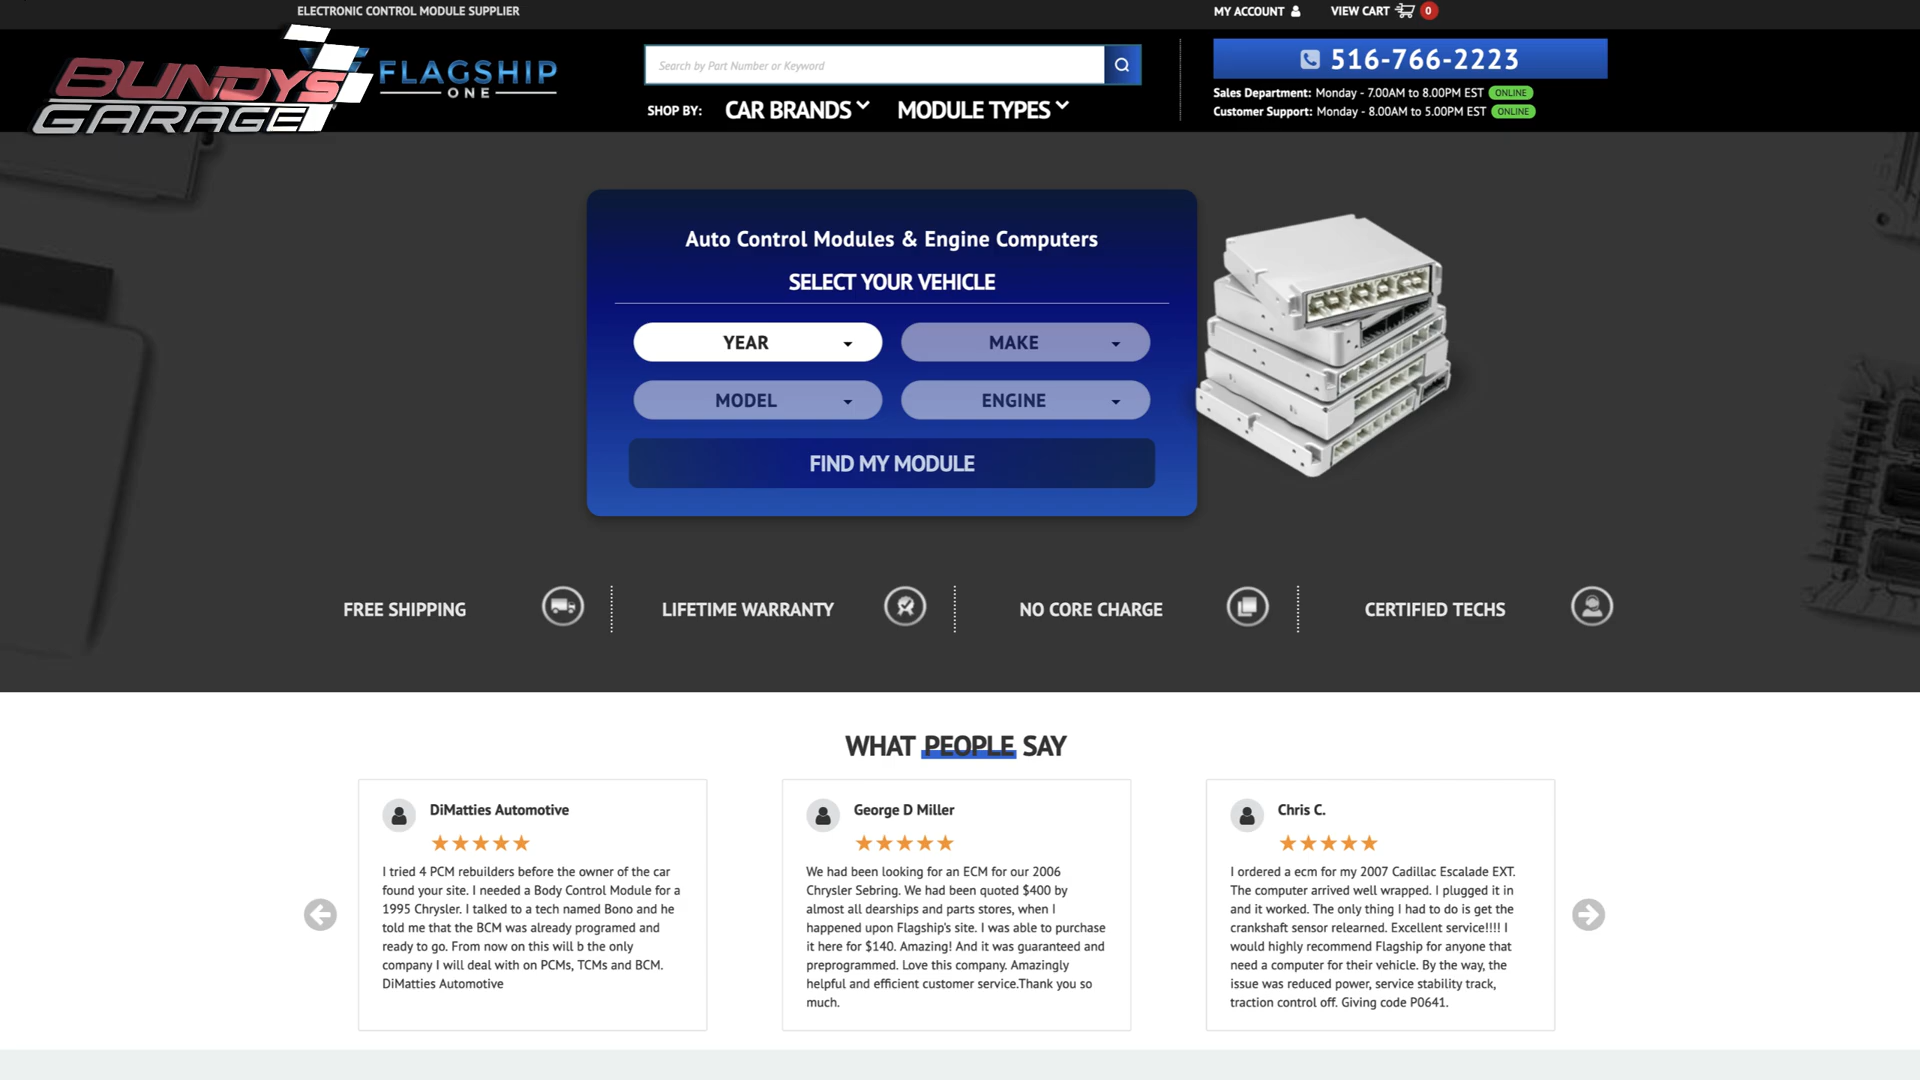 ELECTRONIC CONTROL MODULE SUPPLIER
MY ACCOUNT
VIEW CART 0
BUNDYS
GARAGE
FLAGSHIP
ONE
Search by Part Number or Keyword
516-766-2223
Sales Department: Monday - 7.00AM to 8.00PM EST ONLINE
Customer Support: Monday - 8.00AM to 5.00PM EST ONLINE
SHOP BY: CAR BRANDS MODULE TYPES
Auto Control Modules & Engine Computers
SELECT YOUR VEHICLE
YEAR
MAKE
MODEL
ENGINE
FIND MY MODULE
FREE SHIPPING
LIFETIME WARRANTY
NO CORE CHARGE
CERTIFIED TECHS
WHAT PEOPLE SAY
DiMatties Automotive
I tried 4 PCM rebuilders before the owner of the car
found your site. I needed a Body Control Module for a
1995 Chrysler. I talked to a tech named Bono and he
told me that the BCM was already programed and
ready to go. From now on this will b the only
company I will deal with on PCMs, TCMs and BCM.
DiMatties Automotive
George D Miller
We had been looking for an ECM for our 2006
Chrysler Sebring. We had been quoted $400 by
almost all dearships and parts stores, when I
happened upon Flagship's site. I was able to purchase
it here for $140. Amazing! And it was guaranteed and
preprogrammed. Love this company. Amazingly
helpful and efficient customer service.Thank you so
much.
Chris C.
I ordered a ecm for my 2007 Cadillac Escalade EXT.
The computer arrived well wrapped. I plugged it in
and it worked. The only thing I had to do is get the
crankshaft sensor relearned. Excellent service!!!! I
would highly recommend Flagship for anyone that
need a computer for their vehicle. By the way, the
issue was reduced power, service stability track,
traction control off. Giving code P0641.